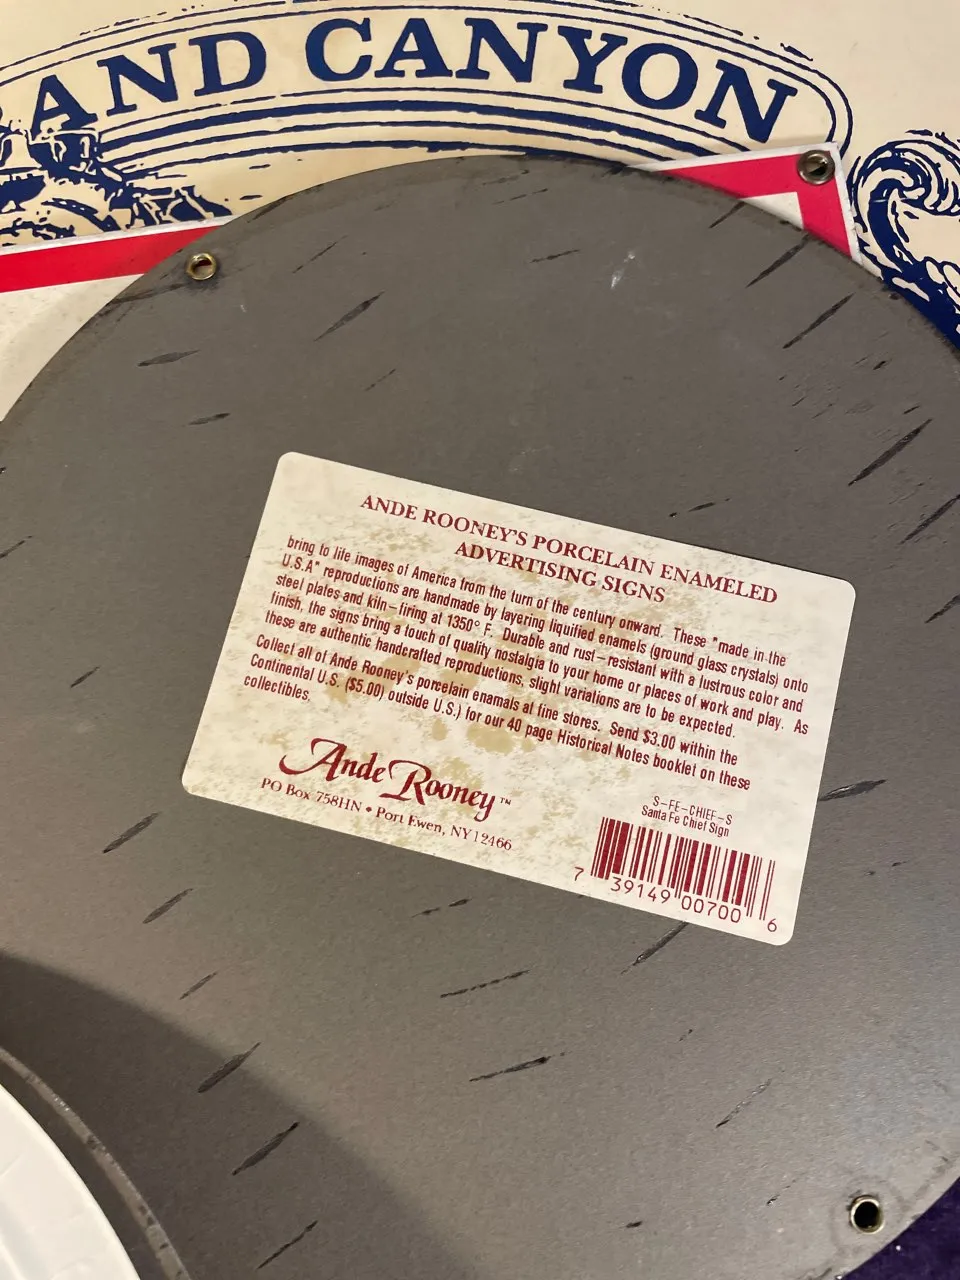 AND CANYON
ANDE ROONEY'S PORCELAIN ENAMELED
ADVERTISING SIGNS
bring to life images of America from the turn of the century onward. These "made in the
U.S.A" reproductions are handmade by layering liquified enamels (ground glass crystals) onto
steel plates and kiln-firing at 1350° F. Durable and rust-resistant with a lustrous color and
finish, the signs bring a touch of quality nostalgia to your home or places of work and play. As
these are authentic handcrafted reproductions, slight variations are to be expected.
Collect all of Ande Rooney's porcelain enamals at fine stores. Send $3.00 within the
Continental U.S. ($5.00) outside U.S.) for our 40 page Historical Notes booklet on these
collectibles.
Ande Rooney™
PO Box 758HN • Port Ewen, NY 12466
S-FE-CHIEF-S
Santa Fe Chief Sign
7 39149 00700 6